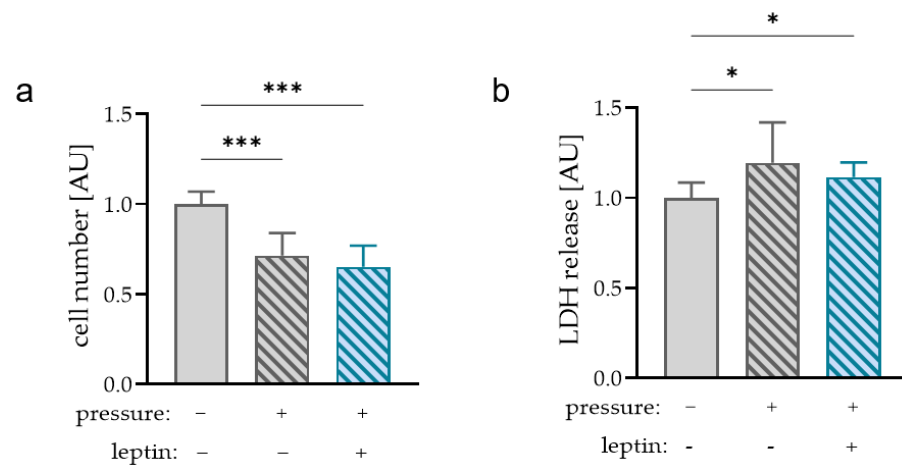 a
***
***
cell number [AU]
1.5
1.0
0.5
0.0
pressure: – + +
leptin: – – +
b
*
*
LDH release [AU]
1.5
1.0
0.5
0.0
pressure: – + +
leptin: - - +